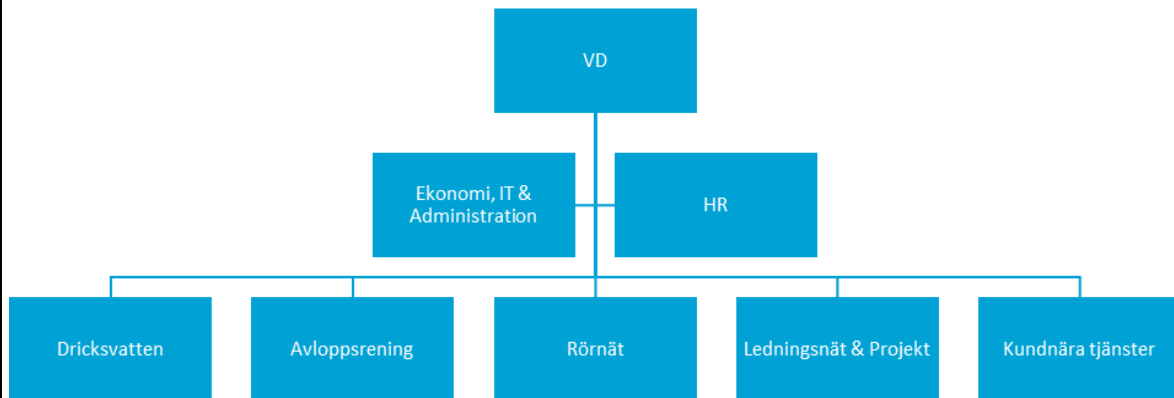 VD
Ekonomi, IT &
Administration
HR
Dricksvatten
Avloppsrening
Rörnät
Ledningsnät & Projekt
Kundnära tjänster